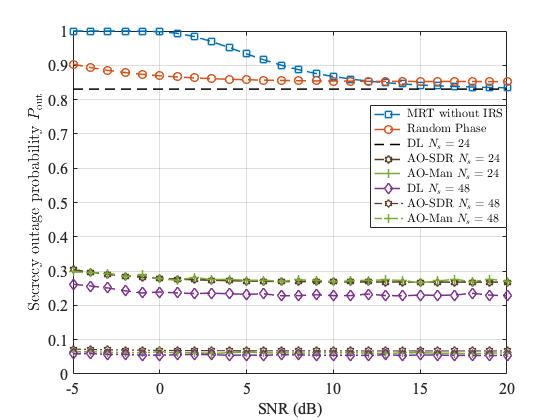 1
0.9
0.8
0.7
0.6
0.5
0.4
0.3
0.2
0.1
0
Secrecy outage probability P_out
MRT without IRS
Random Phase
DL N_s = 24
AO-SDR N_s = 24
AO-Man N_s = 24
DL N_s = 48
AO-SDR N_s = 48
AO-Man N_s = 48
-5 0 5 10 15 20
SNR (dB)